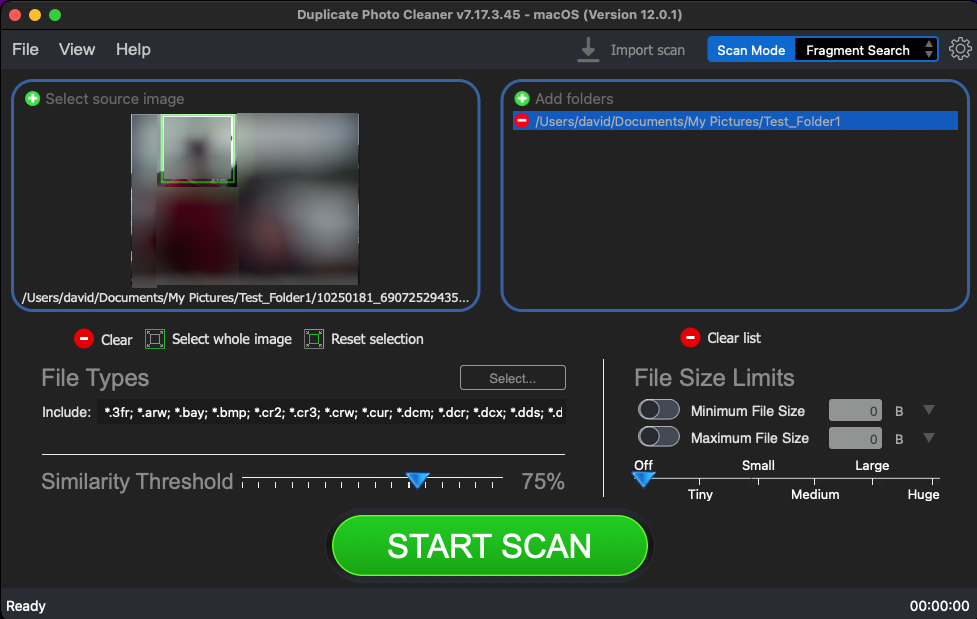 Duplicate Photo Cleaner v7.17.3.45 - macOS (Version 12.0.1)
File View Help
Import scan
Scan Mode Fragment Search
Select source image
Add folders
/Users/david/Documents/My Pictures/Test_Folder1
/Users/david/Documents/My Pictures/Test_Folder1/10250181_69072529435...
Clear Select whole image Reset selection
Clear list
File Types
Select...
Include: *.3fr; *.arw; *.bay; *.bmp; *.cr2; *.cr3; *.crw; *.cur; *.dcm; *.dcr; *.dcx; *.dds; *.d
Similarity Threshold 75%
File Size Limits
Minimum File Size 0 B
Maximum File Size 0 B
Off Small Large
Tiny Medium Huge
START SCAN
Ready 00:00:00